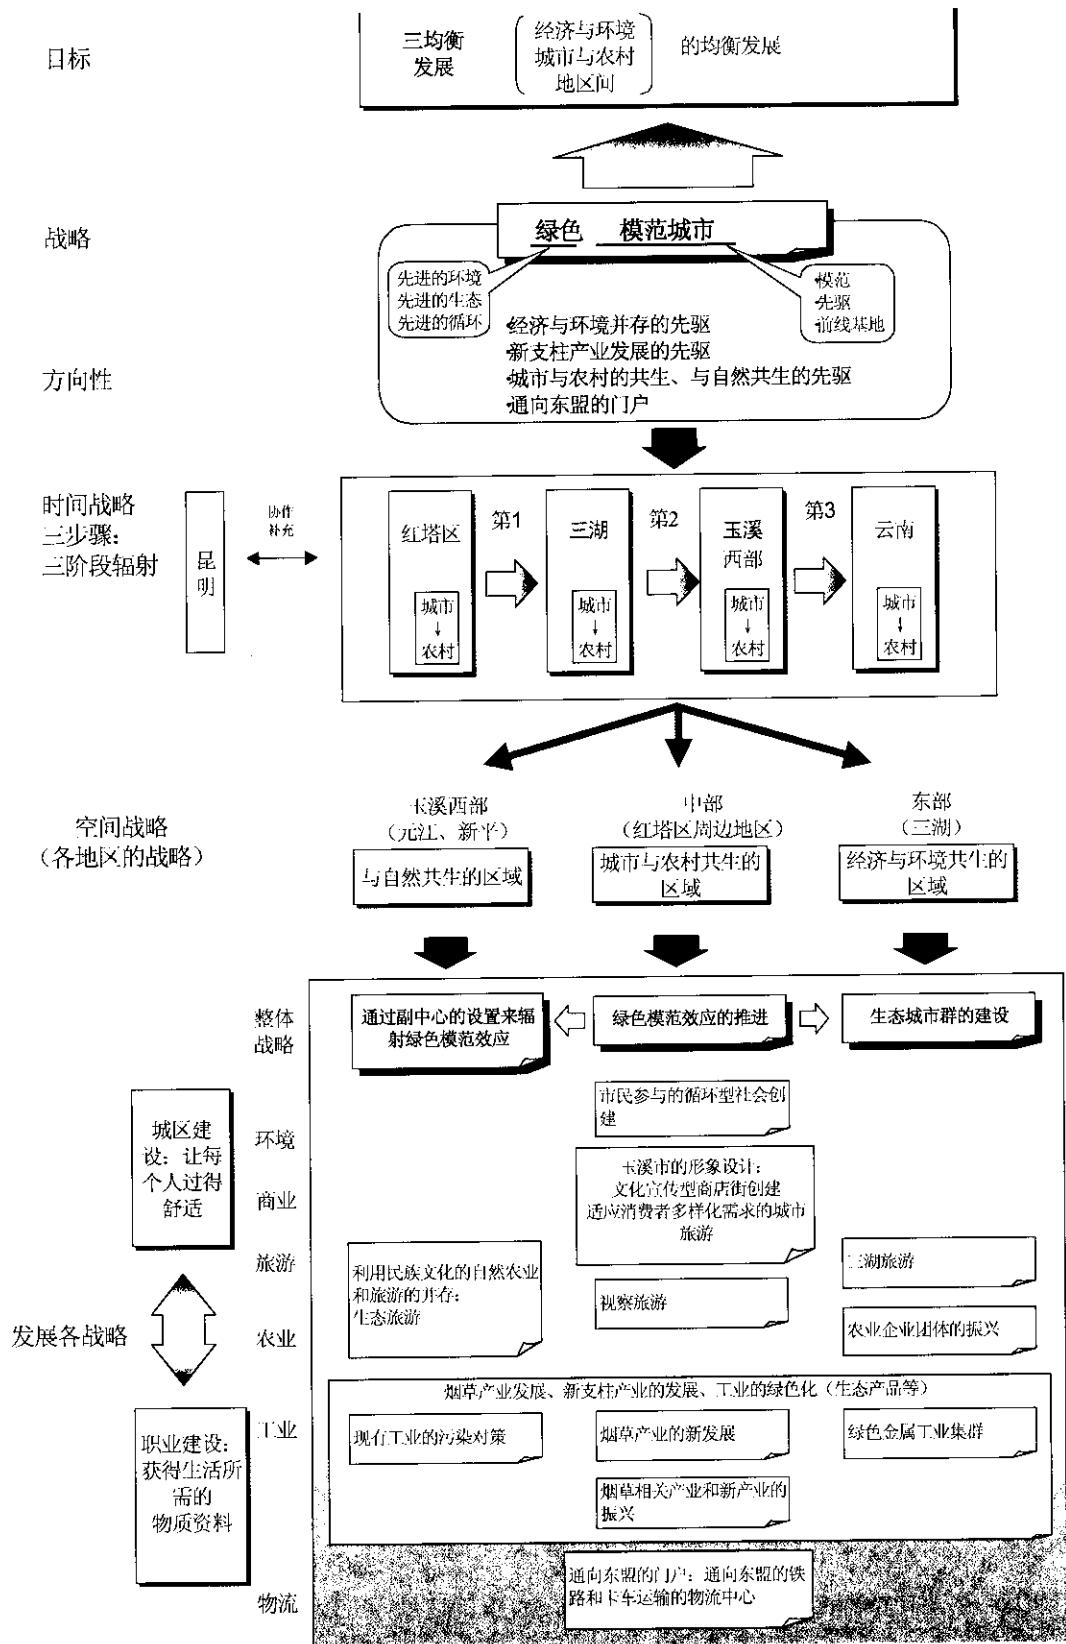 目标
三均衡
发展
经济与环境
城市与农村
地区间
的均衡发展
战略
绿色 模范城市
先进的环境
先进的生态
先进的循环
·模范
·先驱
·前线基地
方向性
·经济与环境并存的先驱
·新支柱产业发展的先驱
·城市与农村的共生、与自然共生的先驱
·通向东盟的门户
时间战略
三步骤：
三阶段辐射
昆
明
协作
补充
红塔区
城市
↓
农村
第1
三湖
城市
↓
农村
第2
玉溪
西部
城市
↓
农村
第3
云南
城市
↓
农村
空间战略
（各地区的战略）
玉溪西部
（元江、新平）
与自然共生的区域
中部
（红塔区周边地区）
城市与农村共生的
区域
东部
（三湖）
经济与环境共生的
区域
整体
战略
通过副中心的设置来辐
射绿色模范效应
绿色模范效应的推进
生态城市群的建设
城区建
设：让每
个人过得
舒适
环境
市民参与的循环型社会创
建
商业
玉溪市的形象设计：
文化宣传型商店街创建
适应消费者多样化需求的城市
旅游
旅游
利用民族文化的自然农业
和旅游的并存：
生态旅游
视察旅游
三湖旅游
发展各战略
农业
农业企业团体的振兴
烟草产业发展、新支柱产业的发展、工业的绿色化（生态产品等）
工业
现有工业的污染对策
烟草产业的新发展
绿色金属工业集群
职业建设：
获得生活所
需的
物质资料
烟草相关产业和新产业的
振兴
物流
通向东盟的门户：通向东盟的铁
路和卡车运输的物流中心